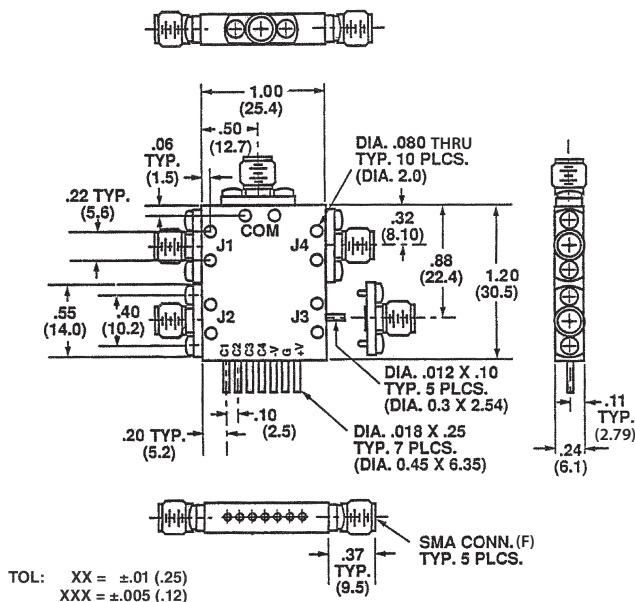 1.00
(25.4)
.50
(12.7)
.06
TYP.
(1.5)
DIA. .080 THRU
TYP. 10 PLCS.
(DIA. 2.0)
.22 TYP.
(5.6)
COM
J1
J4
.32
(8.10)
.88
(22.4)
1.20
(30.5)
.55
(14.0)
.40
(10.2)
J2
J3
C1
C2
C3
C4
-V
G
+V
DIA. .012 X .10
TYP. 5 PLCS.
(DIA. 0.3 X 2.54)
.10
(2.5)
.20 TYP.
(5.2)
DIA. .018 X .25
TYP. 7 PLCS.
(DIA. 0.45 X 6.35)
.11
TYP.
(2.79)
.24
(6.1)
SMA CONN. (F)
TYP. 5 PLCS.
.37
TYP.
(9.5)
TOL: XX = ±.01 (.25)
XXX = ±.005 (.12)